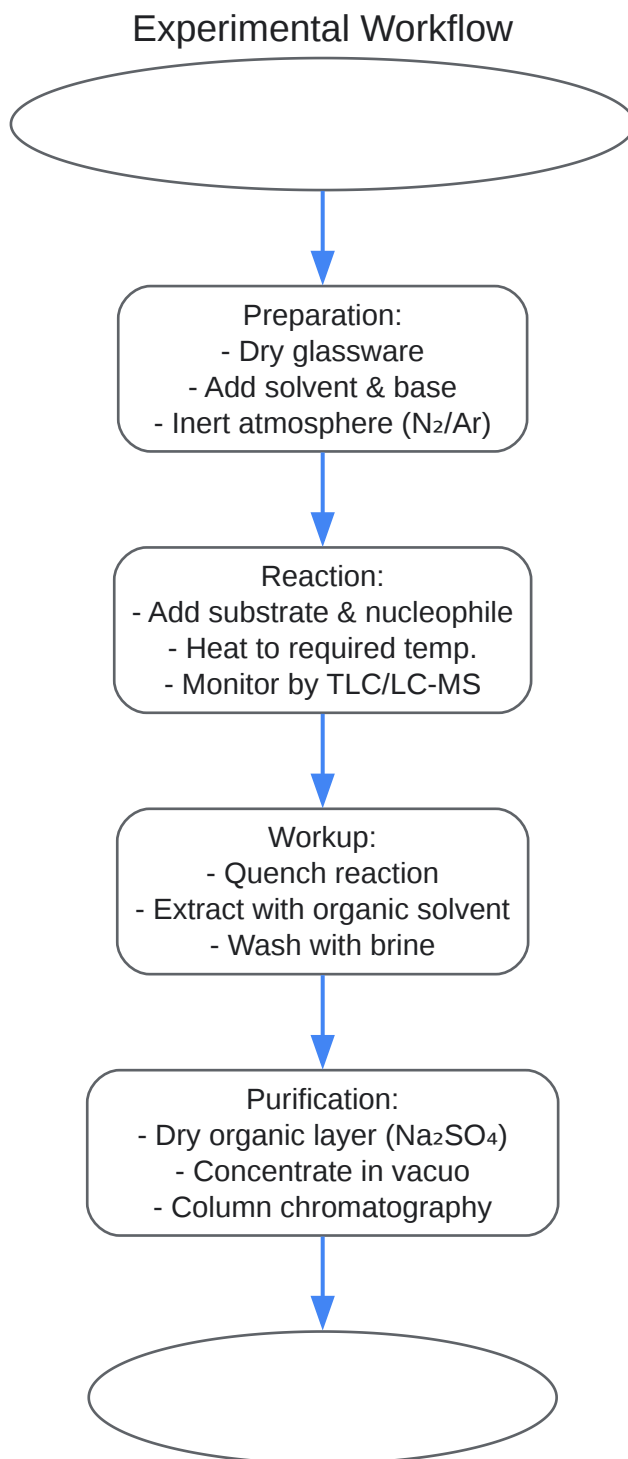 Experimental Workflow
Preparation:
- Dry glassware
- Add solvent & base
- Inert atmosphere (N₂/Ar)
Reaction:
- Add substrate & nucleophile
- Heat to required temp.
- Monitor by TLC/LC-MS
Workup:
- Quench reaction
- Extract with organic solvent
- Wash with brine
Purification:
- Dry organic layer (Na₂SO₄)
- Concentrate in vacuo
- Column chromatography